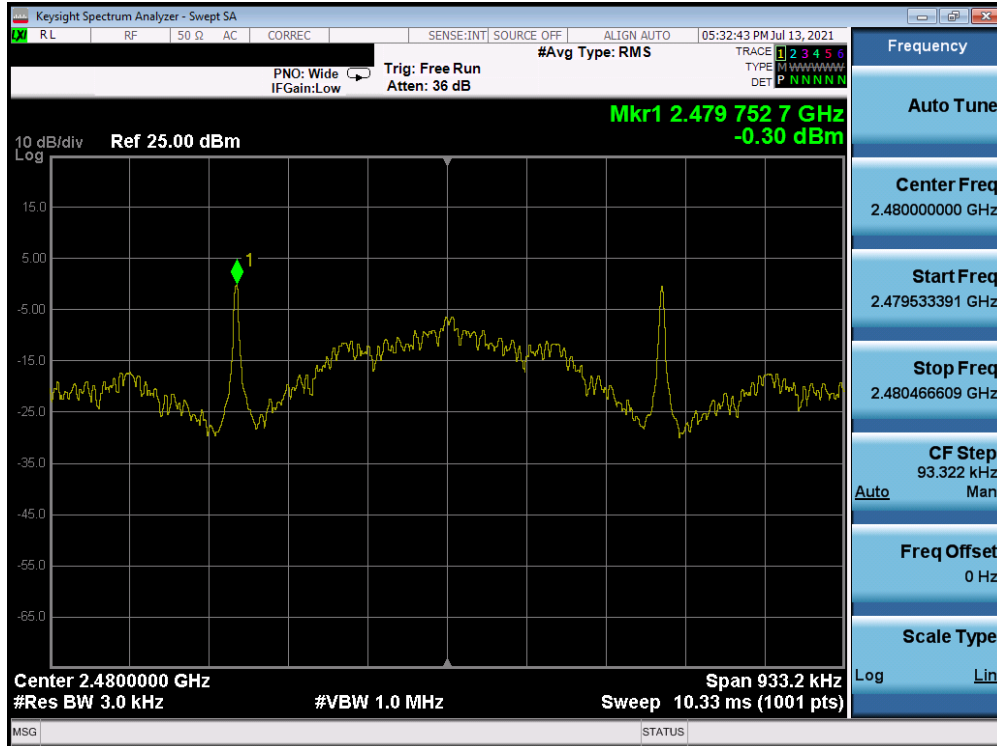 Keysight Spectrum Analyzer - Swept SA
LXI RL RF 50 Ω AC CORREC SENSE:INT SOURCE OFF ALIGN AUTO 05:32:43 PM Jul 13, 2021
#Avg Type: RMS
TRACE 1 2 3 4 5 6
PNO: Wide Trig: Free Run
TYPE M WWWWW
IFGain:Low Atten: 36 dB
DET P N N N N N
Mkr1 2.479 752 7 GHz
-0.30 dBm
10 dB/div Ref 25.00 dBm
Log
15.0
5.00
1
-5.00
-15.0
-25.0
-35.0
-45.0
-55.0
-65.0
Center 2.4800000 GHz Span 933.2 kHz
#Res BW 3.0 kHz #VBW 1.0 MHz Sweep 10.33 ms (1001 pts)
MSG STATUS
Frequency
Auto Tune
Center Freq
2.480000000 GHz
Start Freq
2.479533391 GHz
Stop Freq
2.480466609 GHz
CF Step
93.322 kHz
Auto Man
Freq Offset
0 Hz
Scale Type
Log Lin